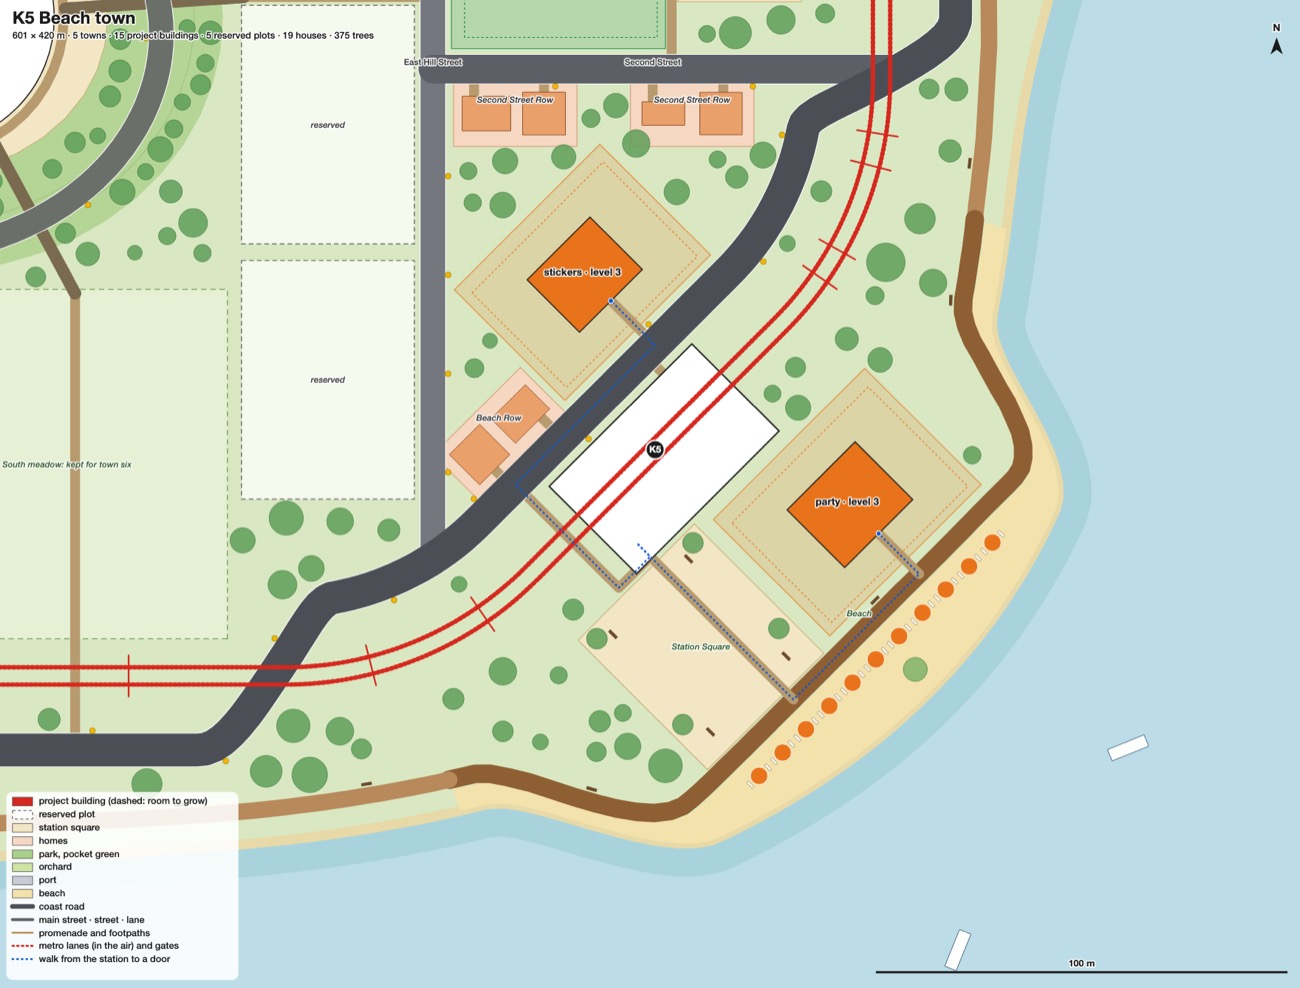 K5 Beach town
601 × 420 m · 5 towns · 15 project buildings · 5 reserved plots · 19 houses · 375 trees
N
East Hill Street
Second Street
Second Street Row
Second Street Row
reserved
stickers · level 3
reserved
Beach Row
K5
South meadow: kept for town six
party · level 3
Beach
Station Square
project building (dashed: room to grow)
reserved plot
station square
homes
park, pocket green
orchard
port
beach
coast road
main street · street · lane
promenade and footpaths
metro lanes (in the air) and gates
walk from the station to a door
100 m